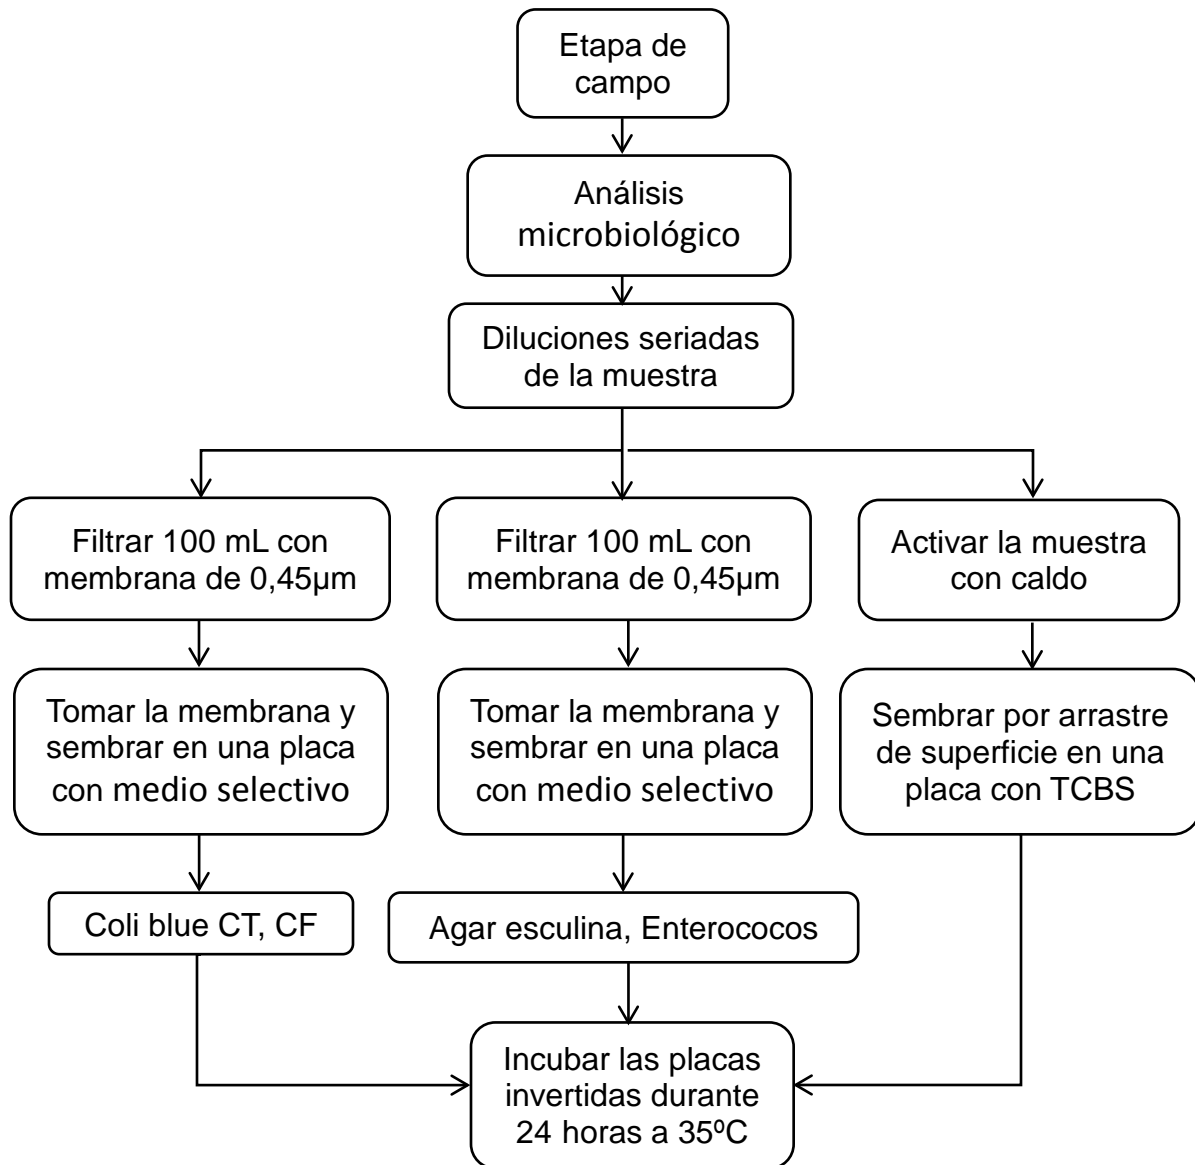 Etapa de
campo
Análisis
microbiológico
Diluciones seriadas
de la muestra
Filtrar 100 mL con
membrana de 0,45µm
Filtrar 100 mL con
membrana de 0,45µm
Activar la muestra
con caldo
Tomar la membrana y
sembrar en una placa
con medio selectivo
Tomar la membrana y
sembrar en una placa
con medio selectivo
Sembrar por arrastre
de superficie en una
placa con TCBS
Coli blue CT, CF
Agar esculina, Enterococos
Incubar las placas
invertidas durante
24 horas a 35ºC